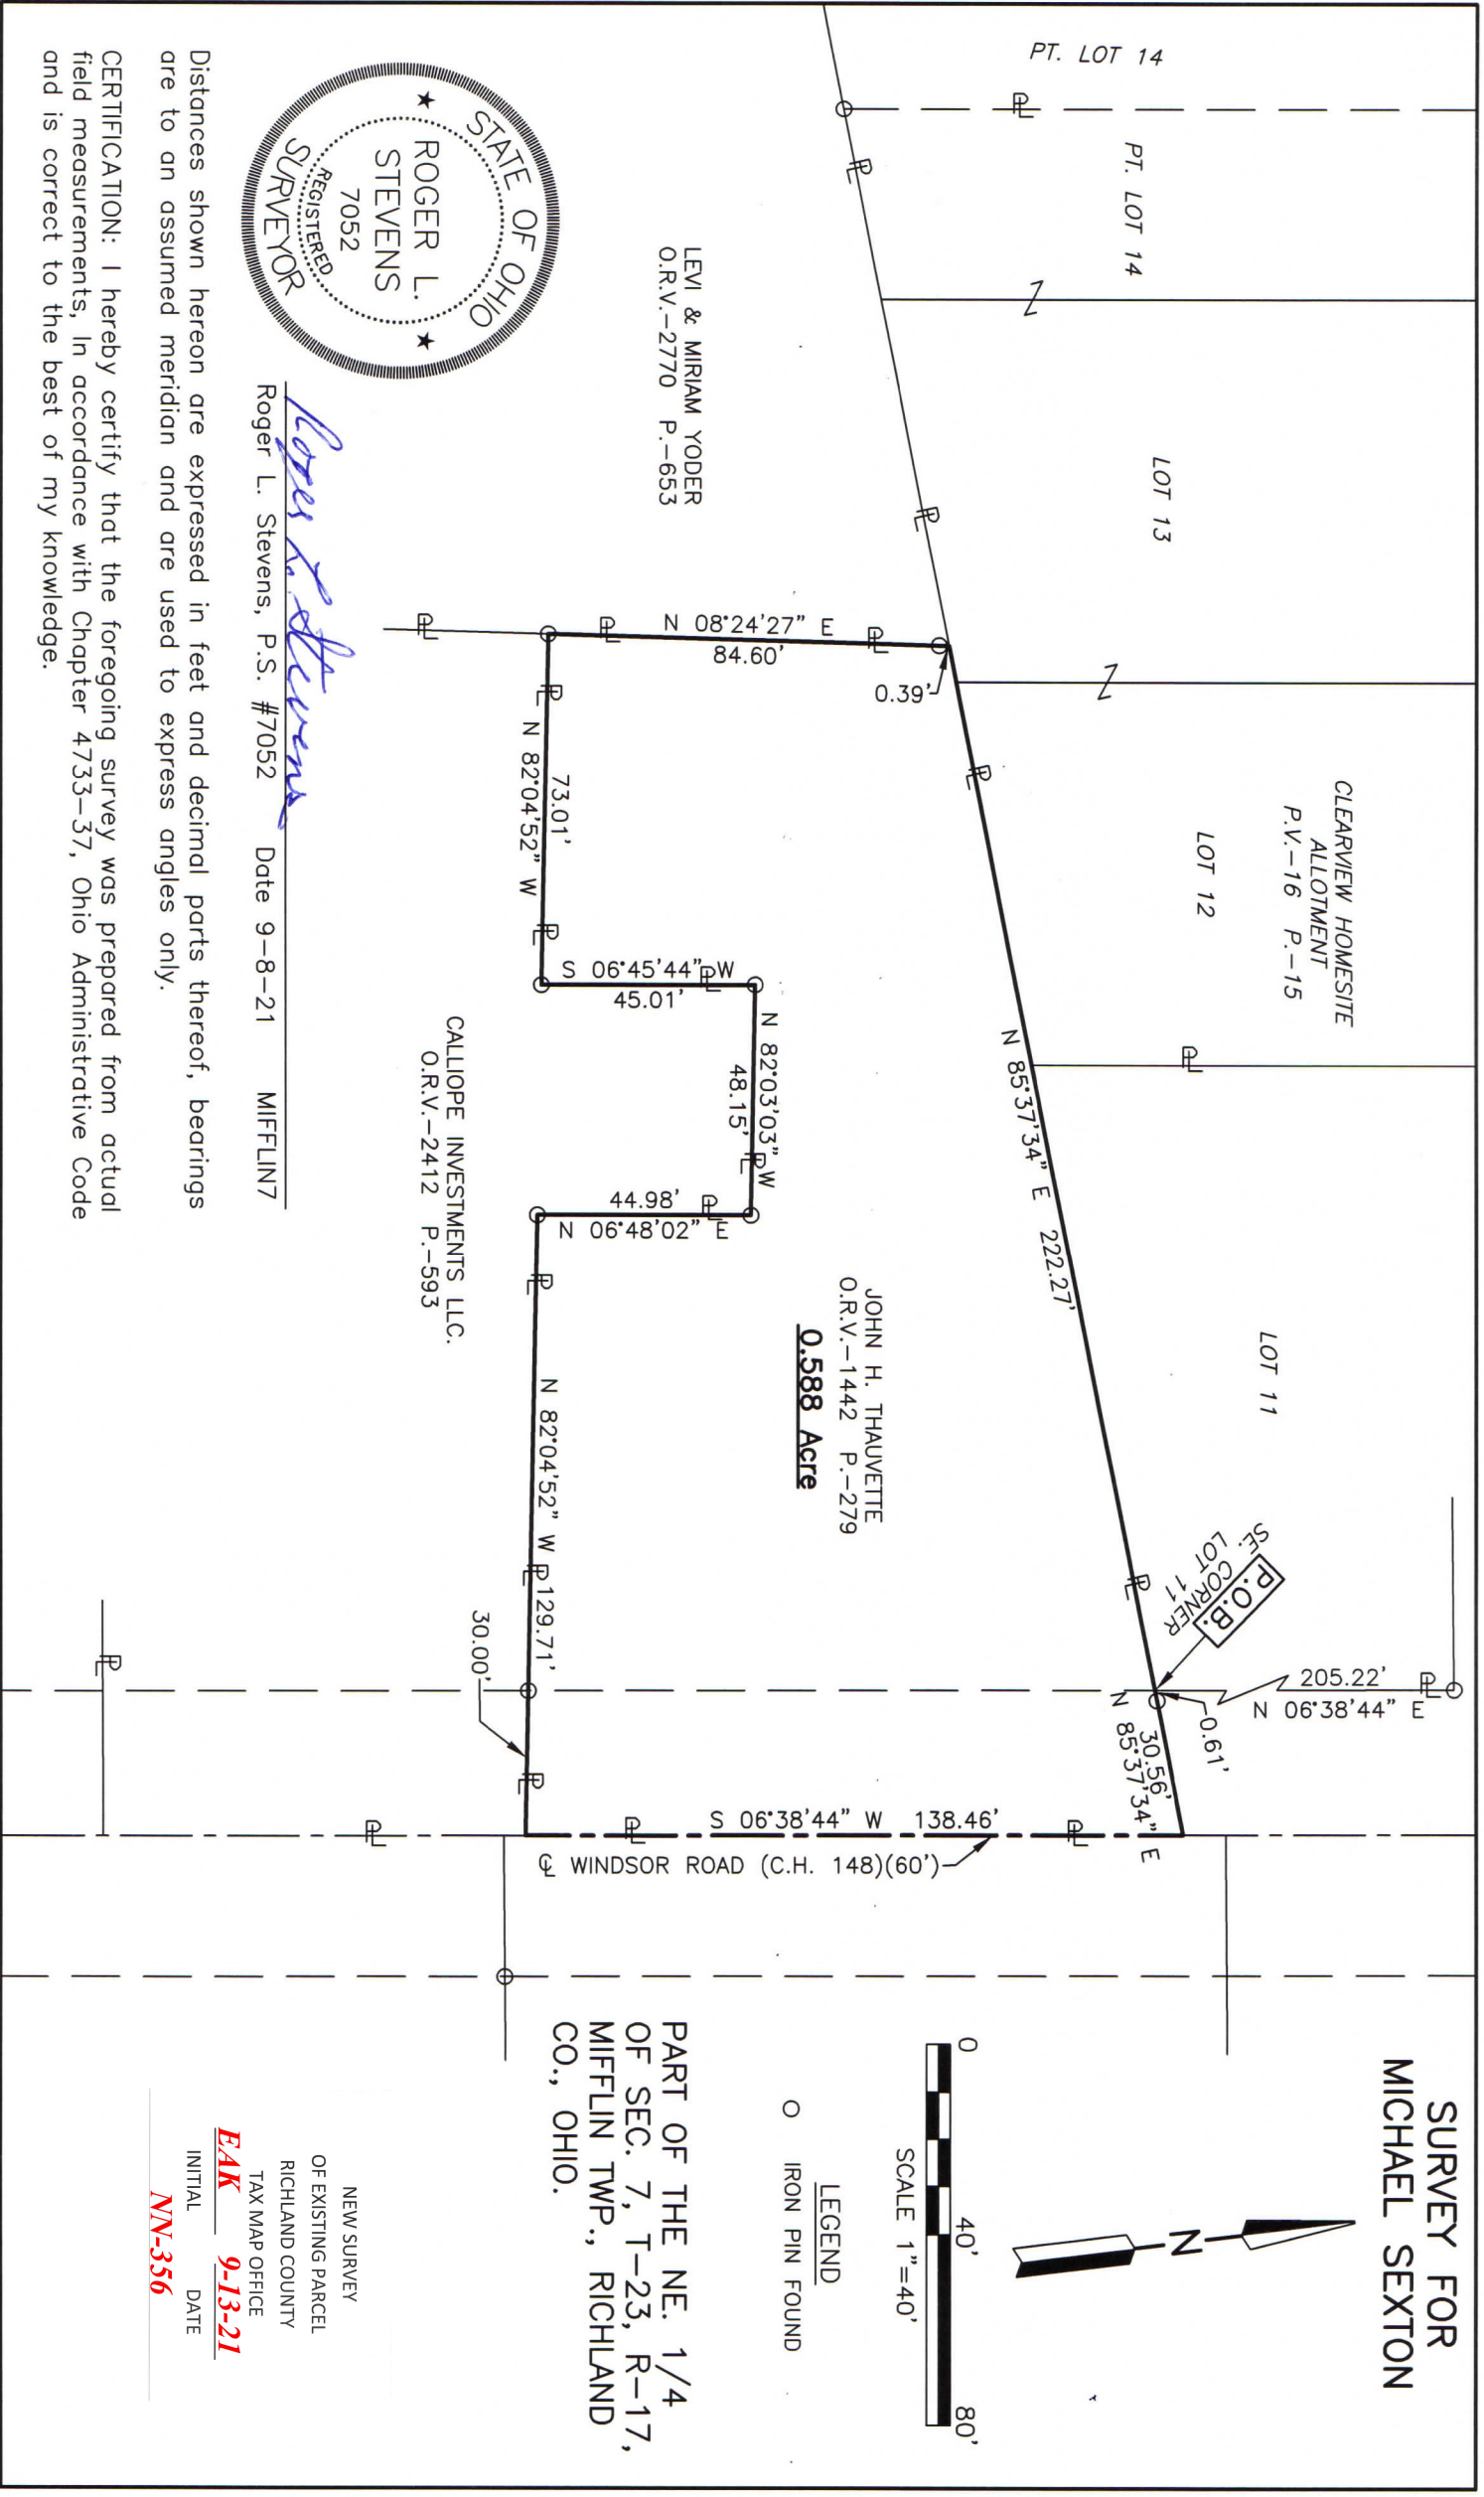 SURVEY FOR
MICHAEL SEXTON
N
0 40' 80'
SCALE 1"=40'
LEGEND
○ IRON PIN FOUND
PART OF THE NE. 1/4
OF SEC. 7, T-23, R-17,
MIFFLIN TWP., RICHLAND
CO., OHIO.
NEW SURVEY
OF EXISTING PARCEL
RICHLAND COUNTY
TAX MAP OFFICE
EAK 9-13-21
INITIAL DATE
NN-356
PT. LOT 14
PT. LOT 14
LOT 13
LOT 12
LOT 11
CLEARVIEW HOMESITE
ALLOTMENT
P.V.-16 P.-15
205.22'
N 06°38'44" E
P.O.B.
SE. CORNER
LOT 11
0.61'
30.56'
N 85°37'34" E
N 85°37'34" E 222.27'
0.39'
N 08°24'27" E
84.60'
LEVI & MIRIAM YODER
O.R.V.-2770 P.-653
JOHN H. THAUVETTE
O.R.V.-1442 P.-279
0.588 Acre
73.01'
N 82°04'52" W
S 06°45'44" W
45.01'
N 82°03'03" W
48.15'
44.98'
N 06°48'02" E
N 82°04'52" W 129.71'
30.00'
S 06°38'44" W 138.46'
℄ WINDSOR ROAD (C.H. 148)(60')
CALLIOPE INVESTMENTS LLC.
O.R.V.-2412 P.-593
STATE OF OHIO
★ ROGER L. ★
STEVENS
7052
REGISTERED
SURVEYOR
Roger L. Stevens
Roger L. Stevens, P.S. #7052 Date 9-8-21 MIFFLIN7
Distances shown hereon are expressed in feet and decimal parts thereof, bearings
are to an assumed meridian and are used to express angles only.
CERTIFICATION: I hereby certify that the foregoing survey was prepared from actual
field measurements, In accordance with Chapter 4733-37, Ohio Administrative Code
and is correct to the best of my knowledge.